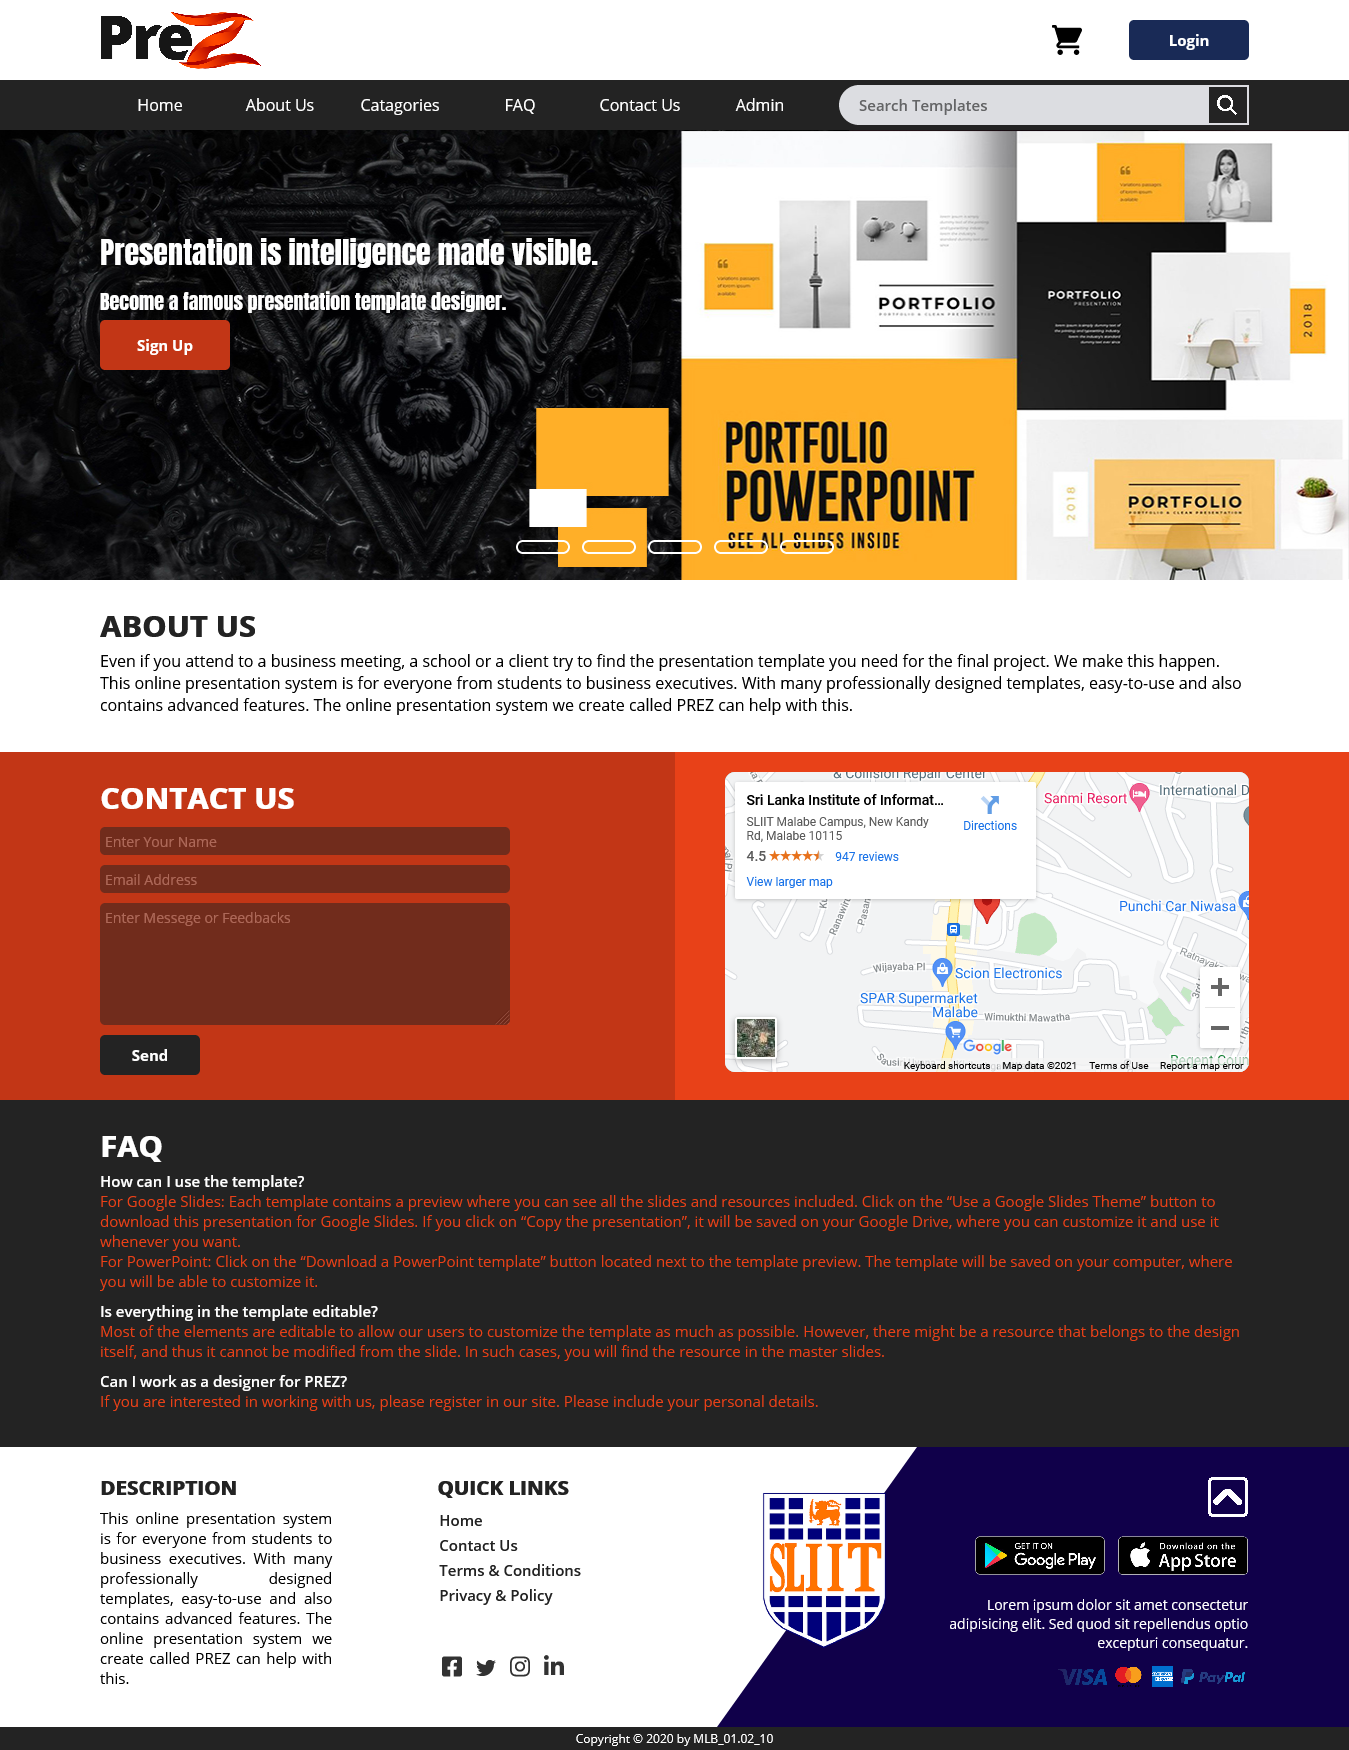 PreZ
Login
Home
About Us
Catagories
FAQ
Contact Us
Admin
Search Templates
Presentation is intelligence made visible.
Become a famous presentation template designer.
Sign Up
PORTFOLIO
PORTFOLIO
PRESENTATION
2018
PORTFOLIO
POWERPOINT
SEE ALL SLIDES INSIDE
2018
PORTFOLIO
PORTFOLIO & CLEAN PRESENTATION
ABOUT US
Even if you attend to a business meeting, a school or a client try to find the presentation template you need for the final project. We make this happen.
This online presentation system is for everyone from students to business executives. With many professionally designed templates, easy-to-use and also
contains advanced features. The online presentation system we create called PREZ can help with this.
CONTACT US
Enter Your Name
Email Address
Enter Messege or Feedbacks
Send
& Collision Repair Center
Sri Lanka Institute of Informat...
SLIIT Malabe Campus, New Kandy
Rd, Malabe 10115
4.5
947 reviews
View larger map
Directions
Sanmi Resort
International D
Punchi Car Niwasa
Ranawiru
Pasan
Wijayaba Pl
Scion Electronics
SPAR Supermarket
Malabe
Wimukthi Mawatha
Google
Regent Coun
Keyboard shortcuts
Map data ©2021
Terms of Use
Report a map error
FAQ
How can I use the template?
For Google Slides: Each template contains a preview where you can see all the slides and resources included. Click on the “Use a Google Slides Theme” button to
download this presentation for Google Slides. If you click on “Copy the presentation”, it will be saved on your Google Drive, where you can customize it and use it
whenever you want.
For PowerPoint: Click on the “Download a PowerPoint template” button located next to the template preview. The template will be saved on your computer, where
you will be able to customize it.
Is everything in the template editable?
Most of the elements are editable to allow our users to customize the template as much as possible. However, there might be a resource that belongs to the design
itself, and thus it cannot be modified from the slide. In such cases, you will find the resource in the master slides.
Can I work as a designer for PREZ?
If you are interested in working with us, please register in our site. Please include your personal details.
DESCRIPTION
This online presentation system
is for everyone from students to
business executives. With many
professionally designed
templates, easy-to-use and also
contains advanced features. The
online presentation system we
create called PREZ can help with
this.
QUICK LINKS
Home
Contact Us
Terms & Conditions
Privacy & Policy
SLIIT
GET IT ON
Google Play
Download on the
App Store
Lorem ipsum dolor sit amet consectetur
adipisicing elit. Sed quod sit repellendus optio
excepturi consequatur.
VISA
PayPal
Copyright © 2020 by MLB_01.02_10